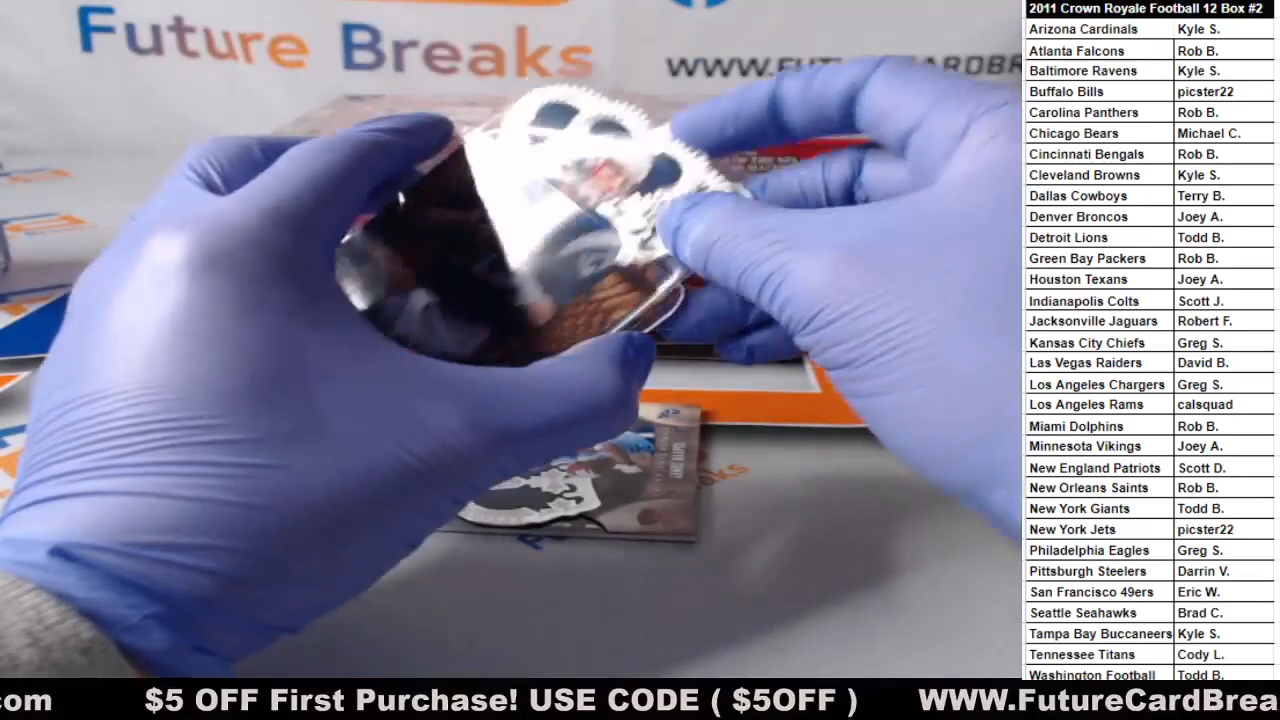 Future Breaks
WWW.FUTURECARDBR
2011 Crown Royale Football 12 Box #2
Arizona Cardinals Kyle S.
Atlanta Falcons Rob B.
Baltimore Ravens Kyle S.
Buffalo Bills picster22
Carolina Panthers Rob B.
Chicago Bears Michael C.
Cincinnati Bengals Rob B.
Cleveland Browns Kyle S.
Dallas Cowboys Terry B.
Denver Broncos Joey A.
Detroit Lions Todd B.
Green Bay Packers Rob B.
Houston Texans Joey A.
Indianapolis Colts Scott J.
Jacksonville Jaguars Robert F.
Kansas City Chiefs Greg S.
Las Vegas Raiders David B.
Los Angeles Chargers Greg S.
Los Angeles Rams calsquad
Miami Dolphins Rob B.
Minnesota Vikings Joey A.
New England Patriots Scott D.
New Orleans Saints Rob B.
New York Giants Todd B.
New York Jets picster22
Philadelphia Eagles Greg S.
Pittsburgh Steelers Darrin V.
San Francisco 49ers Eric W.
Seattle Seahawks Brad C.
Tampa Bay Buccaneers Kyle S.
Tennessee Titans Cody L.
Washington Football Todd B.
.com $5 OFF First Purchase! USE CODE ( $5OFF ) WWW.FutureCardBrea